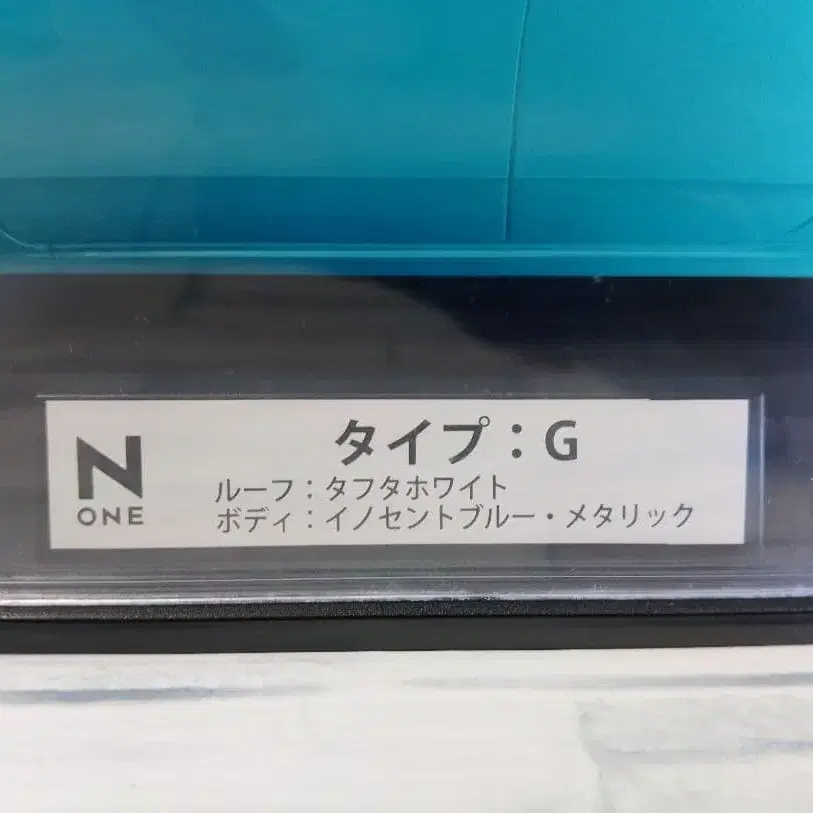 N
ONE
タイプ：G
ルーフ：タフタホワイト
ボディ：イノセントブルー・メタリック